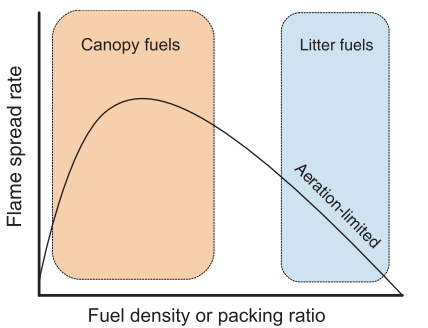 Canopy fuels
Litter fuels
Flame spread rate
Aeration-limited
Fuel density or packing ratio